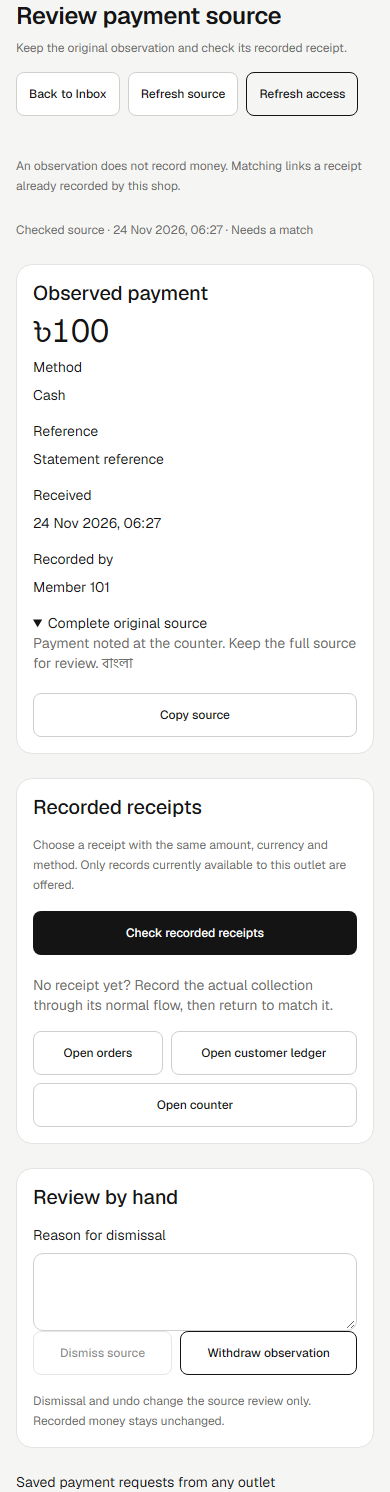 Review payment source
Keep the original observation and check its recorded receipt.
Back to Inbox
Refresh source
Refresh access
An observation does not record money. Matching links a receipt
already recorded by this shop.
Checked source · 24 Nov 2026, 06:27 · Needs a match
Observed payment
৳100
Method
Cash
Reference
Statement reference
Received
24 Nov 2026, 06:27
Recorded by
Member 101
▼ Complete original source
Payment noted at the counter. Keep the full source
for review. বাংলা
Copy source
Recorded receipts
Choose a receipt with the same amount, currency and
method. Only records currently available to this outlet are
offered.
Check recorded receipts
No receipt yet? Record the actual collection
through its normal flow, then return to match it.
Open orders
Open customer ledger
Open counter
Review by hand
Reason for dismissal
Dismiss source
Withdraw observation
Dismissal and undo change the source review only.
Recorded money stays unchanged.
Saved payment requests from any outlet